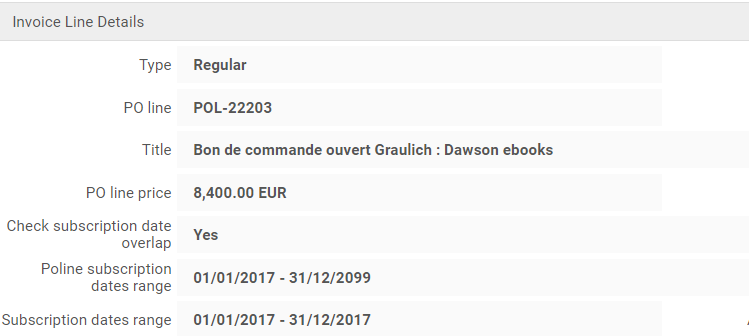 Invoice Line Details
Type Regular
PO line POL-22203
Title Bon de commande ouvert Graulich : Dawson ebooks
PO line price 8,400.00 EUR
Check subscription date
overlap Yes
Poline subscription
dates range 01/01/2017 - 31/12/2099
Subscription dates range 01/01/2017 - 31/12/2017